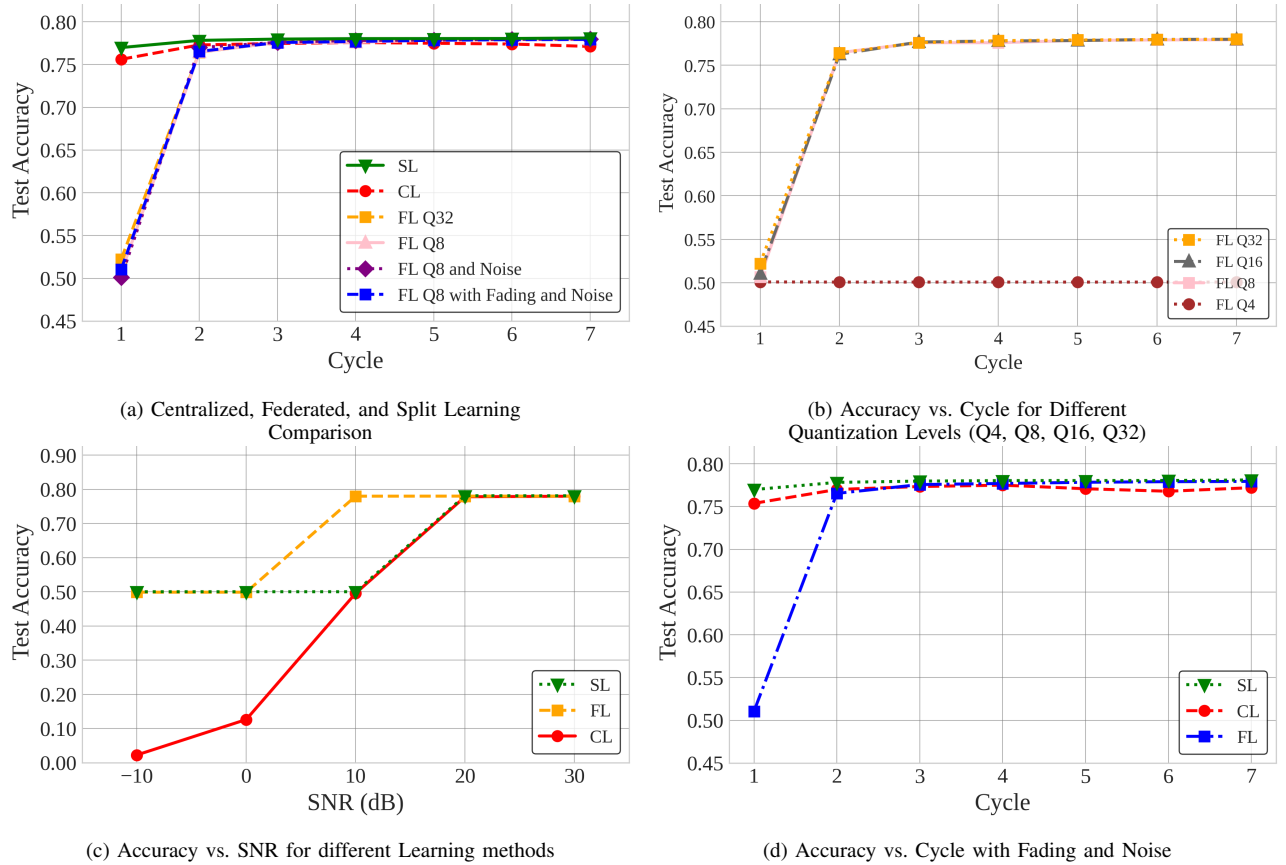 0.80
0.75
0.70
0.65
0.60
0.55
0.50
0.45
Test Accuracy
SL
CL
FL Q32
FL Q8
FL Q8 and Noise
FL Q8 with Fading and Noise
1 2 3 4 5 6 7
Cycle
(a) Centralized, Federated, and Split Learning
Comparison
0.80
0.75
0.70
0.65
0.60
0.55
0.50
0.45
Test Accuracy
FL Q32
FL Q16
FL Q8
FL Q4
1 2 3 4 5 6 7
Cycle
(b) Accuracy vs. Cycle for Different
Quantization Levels (Q4, Q8, Q16, Q32)
0.90
0.80
0.70
0.60
0.50
0.40
0.30
0.20
0.10
0.00
Test Accuracy
SL
FL
CL
−10 0 10 20 30
SNR (dB)
(c) Accuracy vs. SNR for different Learning methods
0.80
0.75
0.70
0.65
0.60
0.55
0.50
0.45
Test Accuracy
SL
CL
FL
1 2 3 4 5 6 7
Cycle
(d) Accuracy vs. Cycle with Fading and Noise